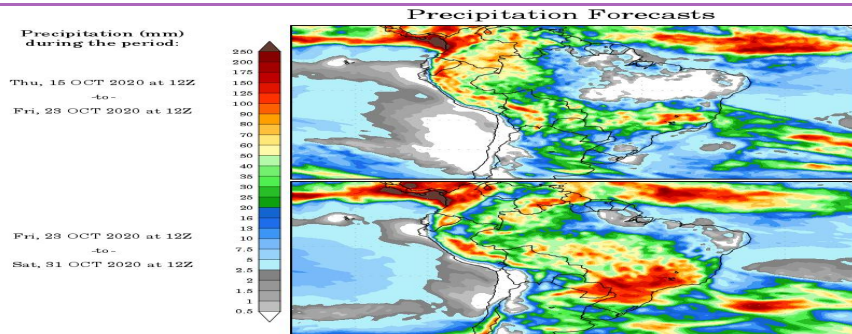 Precipitation Forecasts
Precipitation (mm)
during the period:
Thu, 15 OCT 2020 at 12Z
-to-
Fri, 23 OCT 2020 at 12Z
Fri, 23 OCT 2020 at 12Z
-to-
Sat, 31 OCT 2020 at 12Z
250
200
175
150
125
100
90
80
70
60
50
40
35
30
25
20
16
13
10
7.5
5
2.5
2
1.5
1
0.5